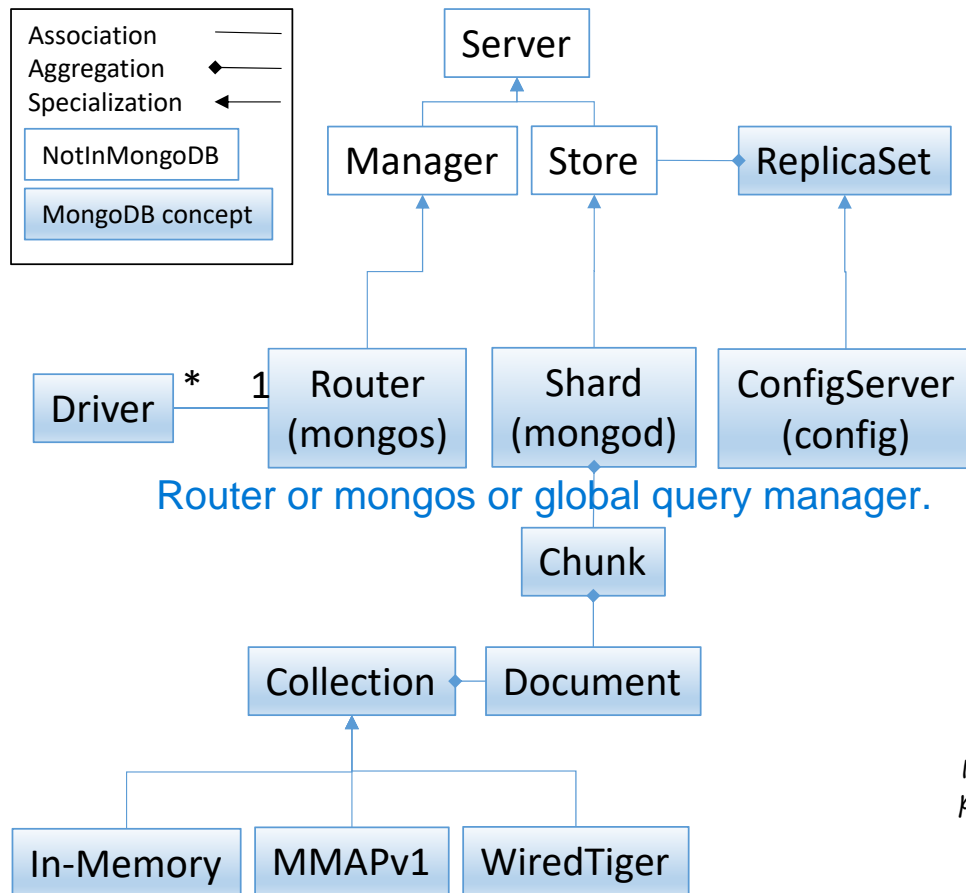 Association
Aggregation
Specialization
NotInMongoDB
MongoDB concept
Server
Manager
Store
ReplicaSet
Driver
*
1
Router
(mongos)
Shard
(mongod)
ConfigServer
(config)
Router or mongos or global query manager.
Chunk
Collection
Document
In-Memory
MMAPv1
WiredTiger